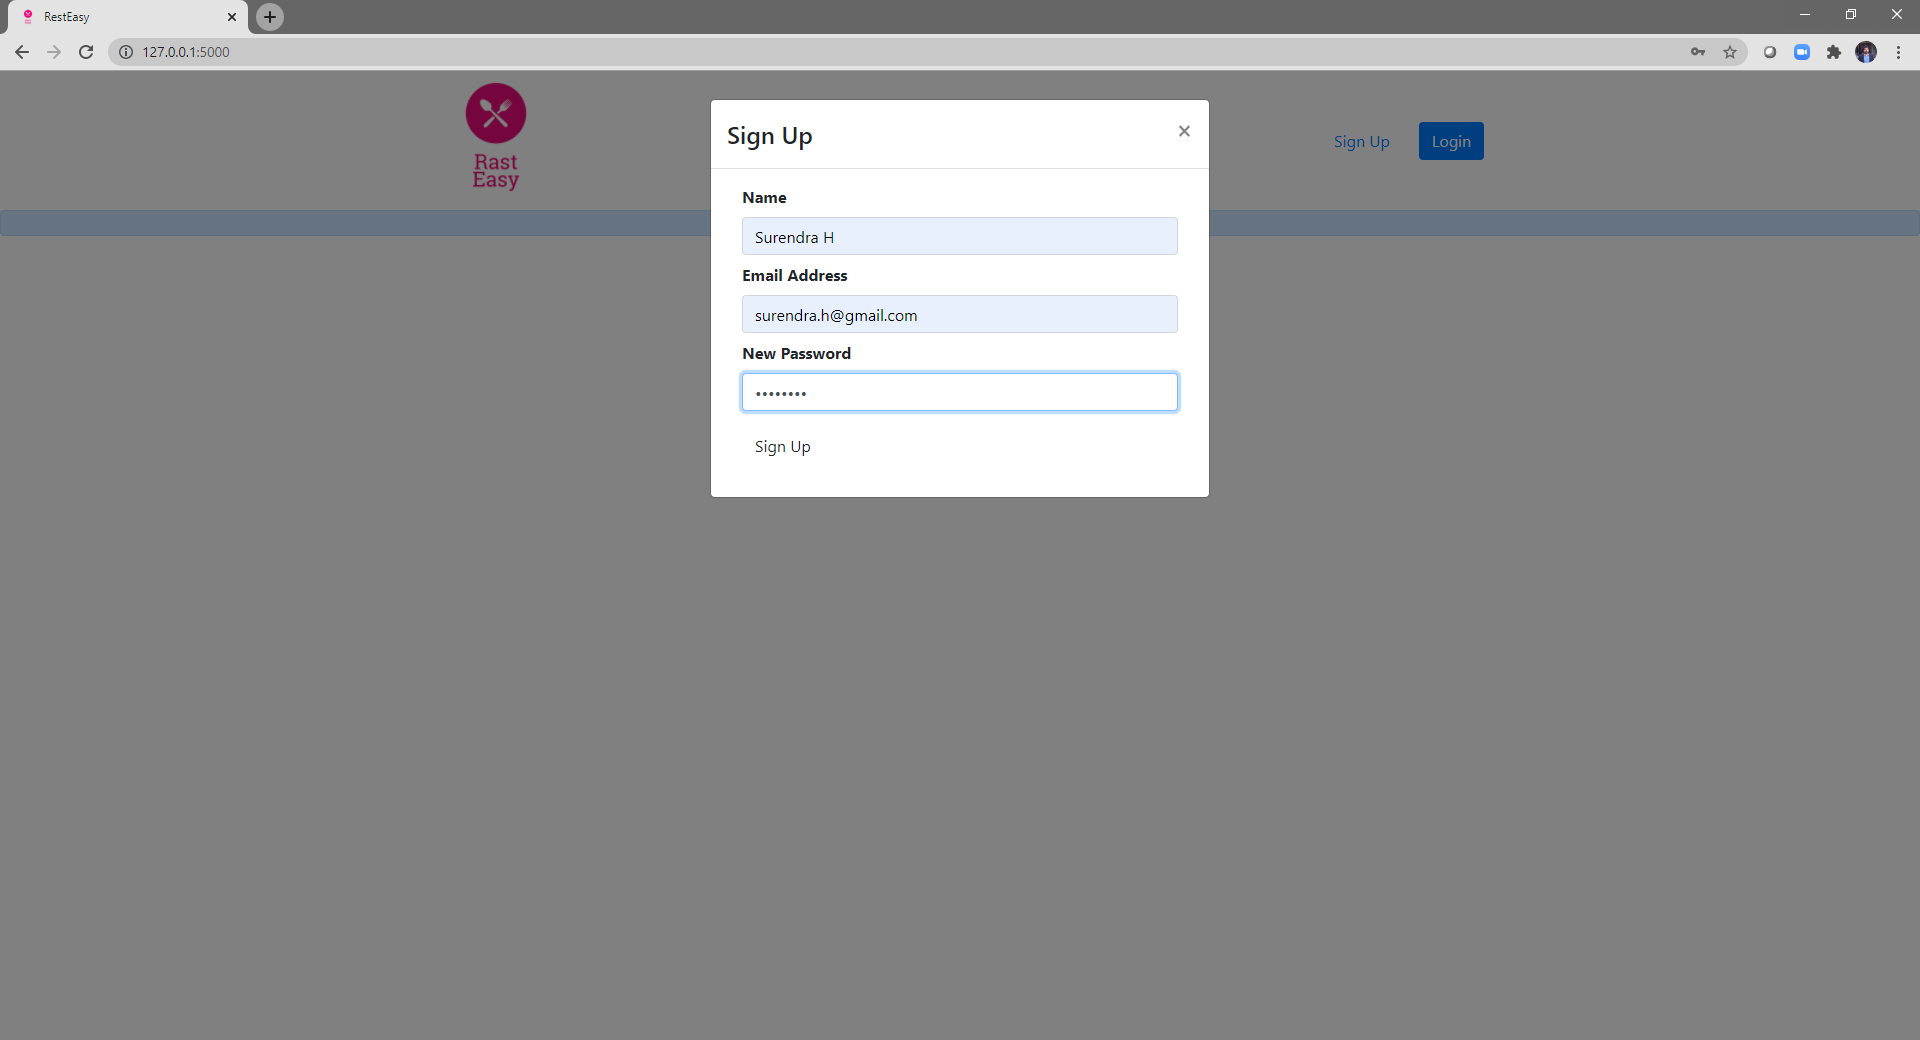 RestEasy
127.0.0.1:5000
Rast
Easy
Sign Up
Login
Sign Up
Name
Surendra H
Email Address
surendra.h@gmail.com
New Password
••••••••
Sign Up